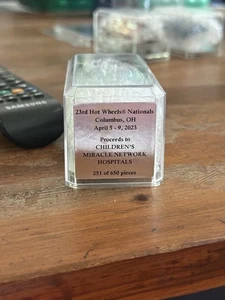 23rd Hot Wheels® Nationals
Columbus, OH
April 5 - 9, 2023
Proceeds to
CHILDREN'S
MIRACLE NETWORK
HOSPITALS
251 of 650 pieces